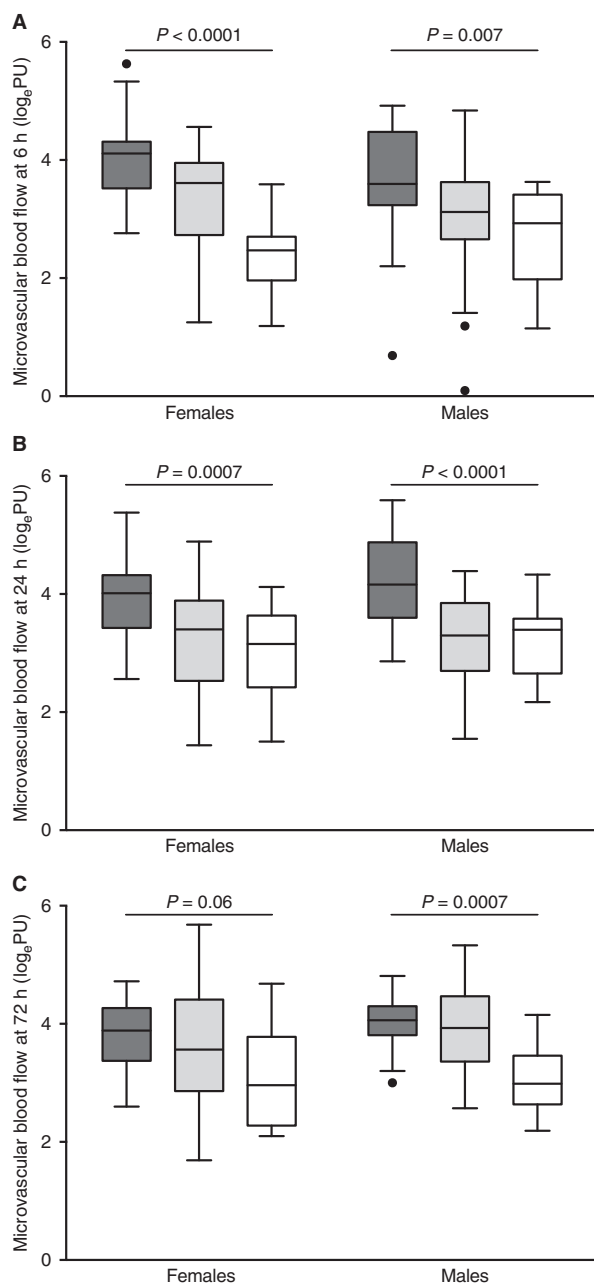 A
Microvascular blood flow at 6 h (logₑPU)
P < 0.0001
P = 0.007
6
4
2
0
Females
Males
B
Microvascular blood flow at 24 h (logₑPU)
P = 0.0007
P < 0.0001
6
4
2
0
Females
Males
C
Microvascular blood flow at 72 h (logₑPU)
P = 0.06
P = 0.0007
6
4
2
0
Females
Males